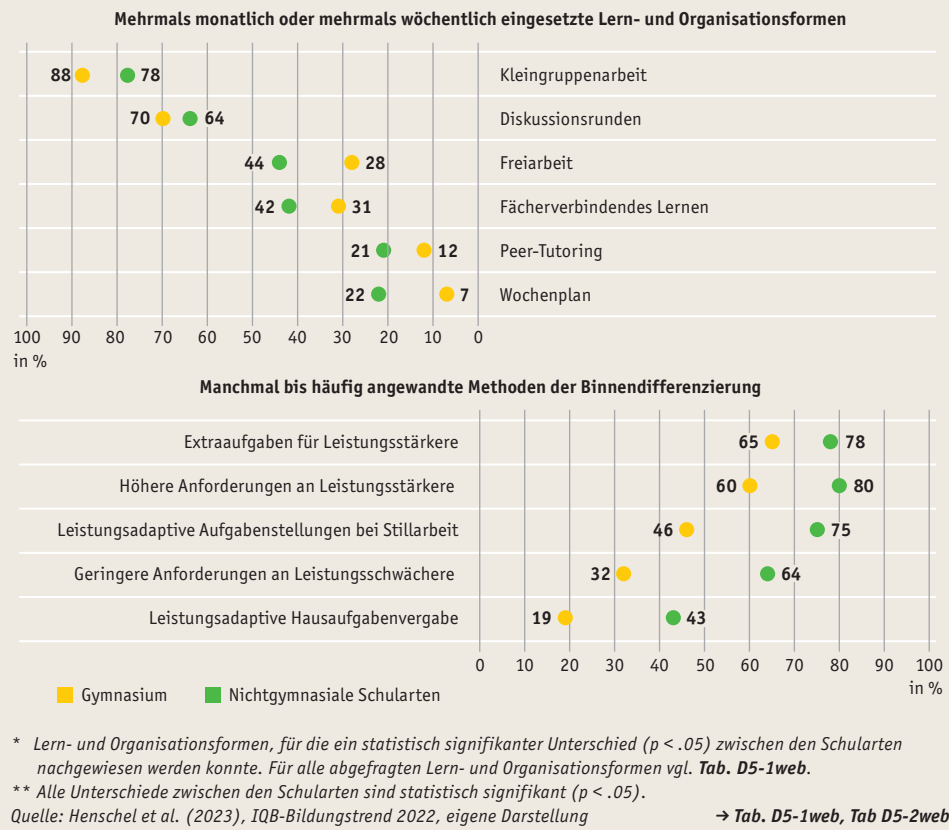 Mehrmals monatlich oder mehrmals wöchentlich eingesetzte Lern- und Organisationsformen
88 78 Kleingruppenarbeit
70 64 Diskussionsrunden
44 28 Freiarbeit
42 31 Fächerverbindendes Lernen
21 12 Peer-Tutoring
22 7 Wochenplan
100 90 80 70 60 50 40 30 20 10 0
in %
Manchmal bis häufig angewandte Methoden der Binnendifferenzierung
Extraaufgaben für Leistungsstärkere 65 78
Höhere Anforderungen an Leistungsstärkere 60 80
Leistungsadaptive Aufgabenstellungen bei Stillarbeit 46 75
Geringere Anforderungen an Leistungsschwächere 32 64
Leistungsadaptive Hausaufgabenvergabe 19 43
0 10 20 30 40 50 60 70 80 90 100
in %
Gymnasium Nichtgymnasiale Schularten
* Lern- und Organisationsformen, für die ein statistisch signifikanter Unterschied (p < .05) zwischen den Schularten
nachgewiesen werden konnte. Für alle abgefragten Lern- und Organisationsformen vgl. Tab. D5-1web.
** Alle Unterschiede zwischen den Schularten sind statistisch signifikant (p < .05).
Quelle: Henschel et al. (2023), IQB-Bildungstrend 2022, eigene Darstellung → Tab. D5-1web, Tab D5-2web